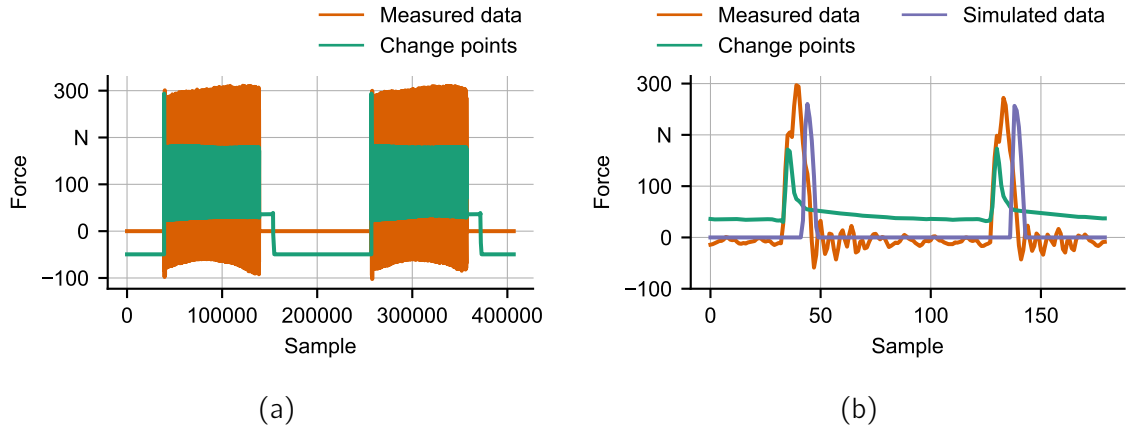 Measured data
Change points
300
N
100
0
−100
Force
0 100000 200000 300000 400000
Sample
(a)
Measured data Simulated data
Change points
300
N
100
0
−100
Force
0 50 100 150
Sample
(b)